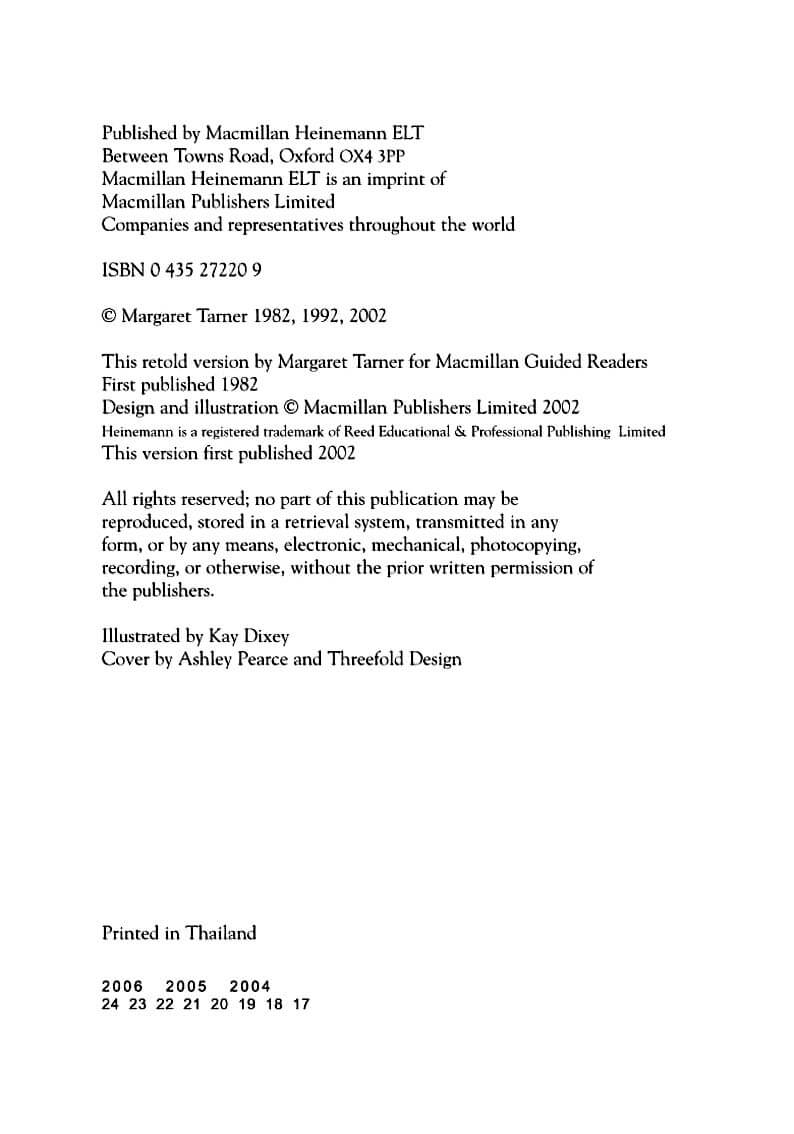 Published by Macmillan Heinemann ELT
Between Towns Road, Oxford OX4 3PP
Macmillan Heinemann ELT is an imprint of
Macmillan Publishers Limited
Companies and representatives throughout the world
ISBN 0 435 27220 9
© Margaret Tarner 1982, 1992, 2002
This retold version by Margaret Tarner for Macmillan Guided Readers
First published 1982
Design and illustration © Macmillan Publishers Limited 2002
Heinemann is a registered trademark of Reed Educational & Professional Publishing Limited
This version first published 2002
All rights reserved; no part of this publication may be
reproduced, stored in a retrieval system, transmitted in any
form, or by any means, electronic, mechanical, photocopying,
recording, or otherwise, without the prior written permission of
the publishers.
Illustrated by Kay Dixey
Cover by Ashley Pearce and Threefold Design
Printed in Thailand
2006 2005 2004
24 23 22 21 20 19 18 17